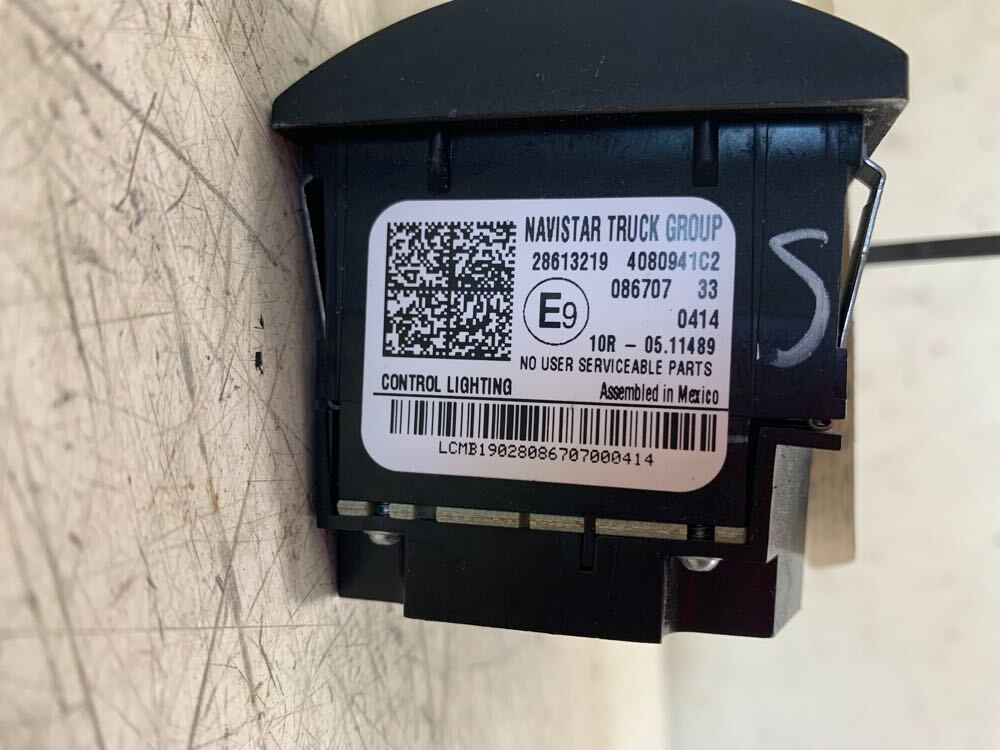 NAVISTAR TRUCK GROUP
28613219 4080941C2
086707 33
E9
0414
10R - 05.11489
NO USER SERVICEABLE PARTS
CONTROL LIGHTING
Assembled in Mexico
LCMB19028086707000414
S